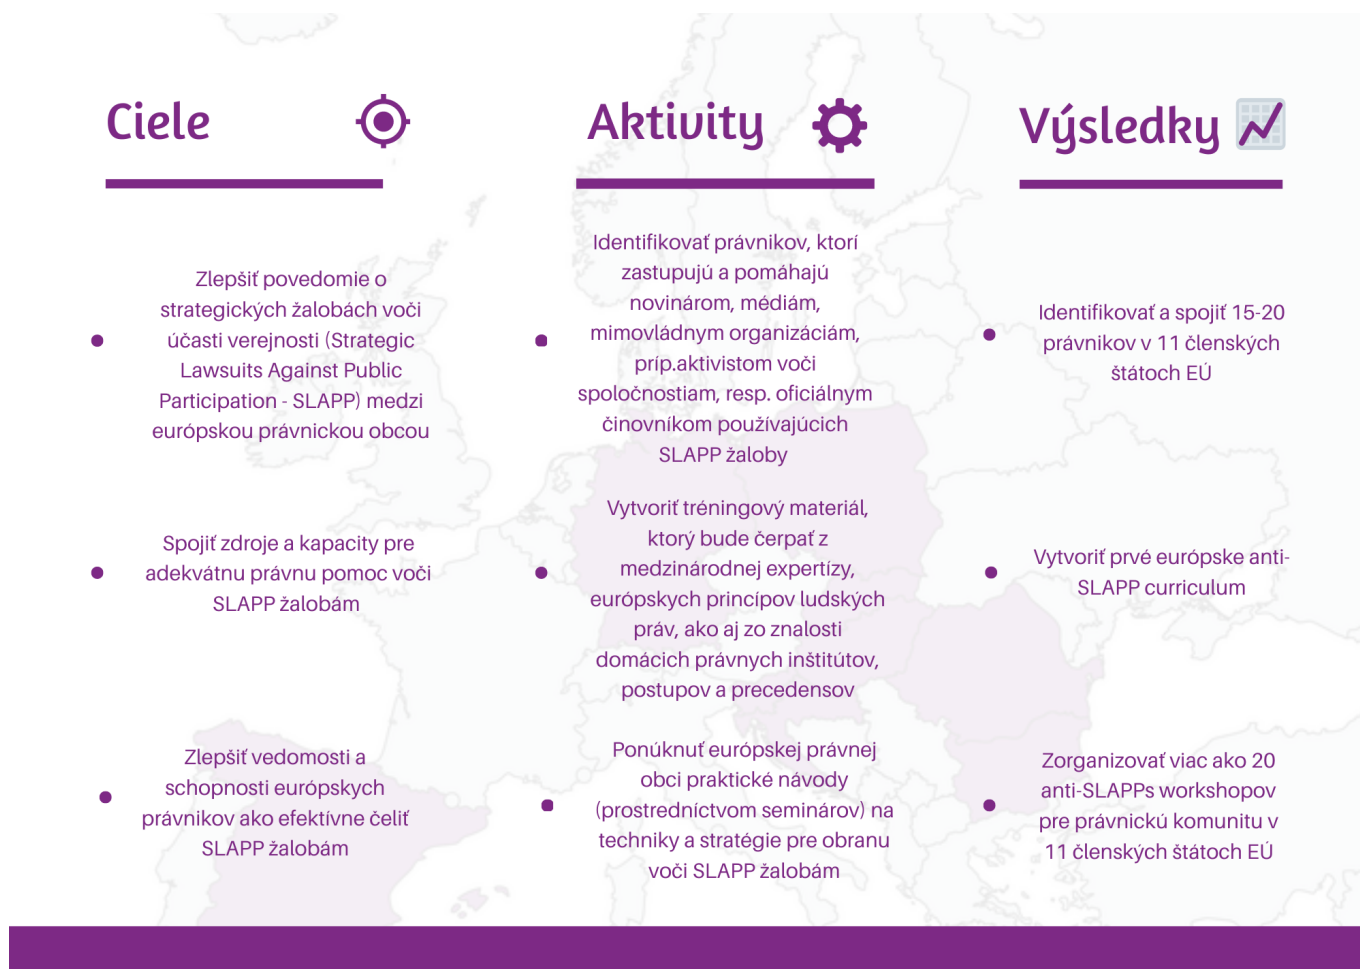 Ciele
Zlepšiť povedomie o
strategických žalobách voči
účasti verejnosti (Strategic
Lawsuits Against Public
Participation - SLAPP) medzi
európskou právnickou obcou
Spojiť zdroje a kapacity pre
adekvátnu právnu pomoc voči
SLAPP žalobám
Zlepšiť vedomosti a
schopnosti európskych
právnikov ako efektívne čeliť
SLAPP žalobám
Aktivity
Identifikovať právnikov, ktorí
zastupujú a pomáhajú
novinárom, médiám,
mimovládnym organizáciám,
príp.aktivistom voči
spoločnostiam, resp. oficiálnym
činovníkom používajúcich
SLAPP žaloby
Vytvoriť tréningový materiál,
ktorý bude čerpať z
medzinárodnej expertízy,
európskych princípov ludských
práv, ako aj zo znalosti
domácich právnych inštitútov,
postupov a precedensov
Ponúknuť európskej právnej
obci praktické návody
(prostredníctvom seminárov) na
techniky a stratégie pre obranu
voči SLAPP žalobám
Výsledky
Identifikovať a spojiť 15-20
právnikov v 11 členských
štátoch EÚ
Vytvoriť prvé európske anti-
SLAPP curriculum
Zorganizovať viac ako 20
anti-SLAPPs workshopov
pre právnickú komunitu v
11 členských štátoch EÚ